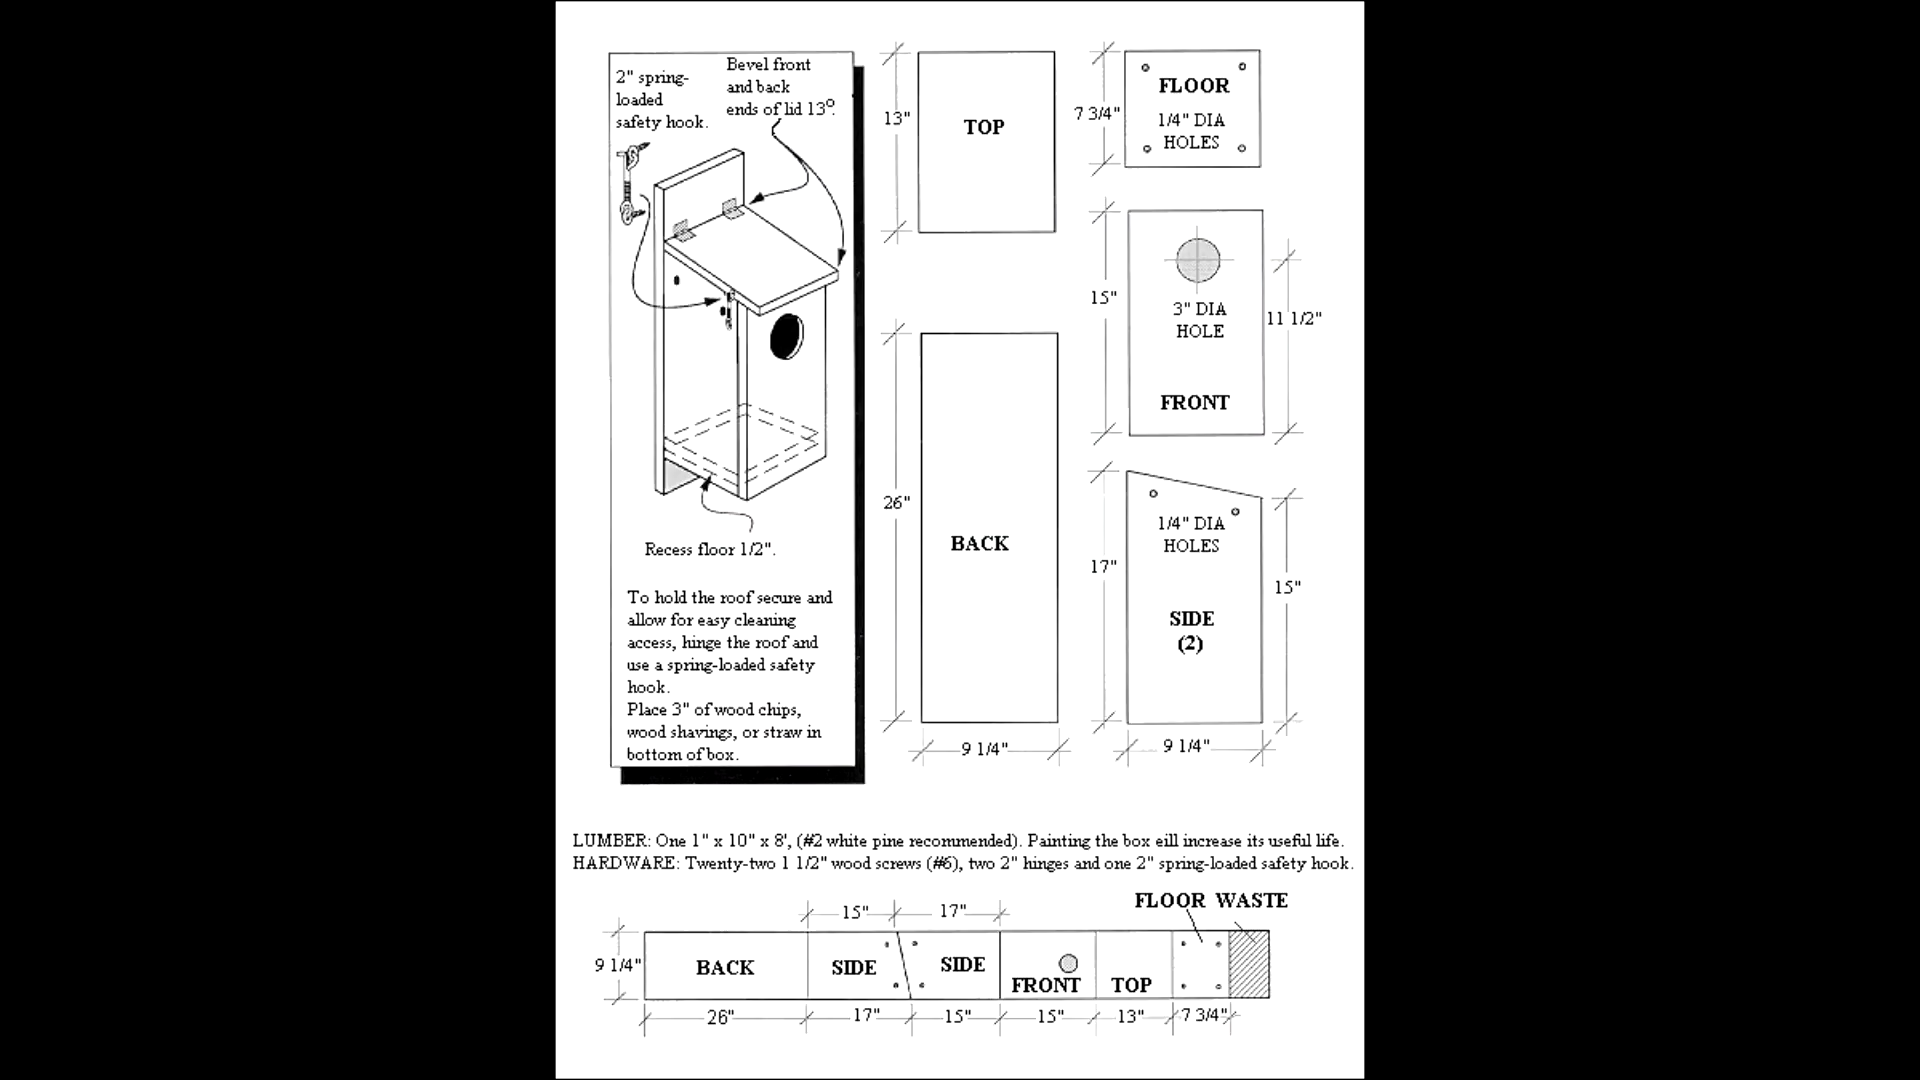 2" spring-
loaded
safety hook.
Bevel front
and back
ends of lid 13°.
Recess floor 1/2".
To hold the roof secure and
allow for easy cleaning
access, hinge the roof and
use a spring-loaded safety
hook.
Place 3" of wood chips,
wood shavings, or straw in
bottom of box.
13"
TOP
7 3/4"
FLOOR
1/4" DIA
HOLES
15"
3" DIA
HOLE
FRONT
11 1/2"
26"
BACK
9 1/4"
17"
1/4" DIA
HOLES
SIDE
(2)
15"
9 1/4"
LUMBER: One 1" x 10" x 8', (#2 white pine recommended). Painting the box eill increase its useful life.
HARDWARE: Twenty-two 1 1/2" wood screws (#6), two 2" hinges and one 2" spring-loaded safety hook.
FLOOR WASTE
15" 17"
9 1/4"
BACK SIDE SIDE FRONT TOP
26" 17" 15" 15" 13" 7 3/4"